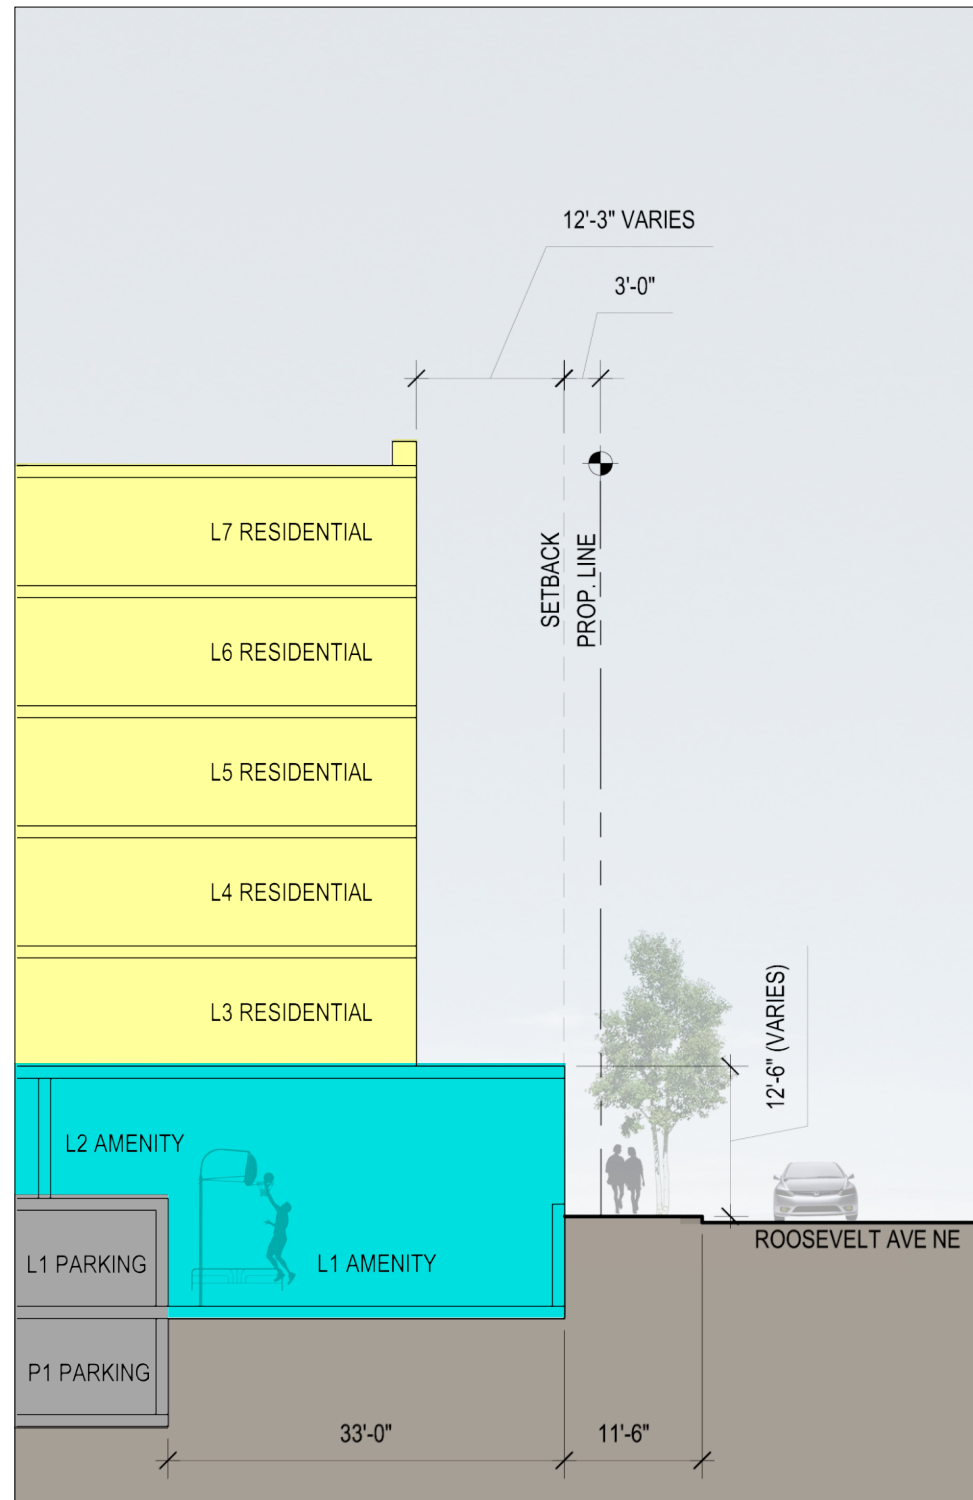 12'-3" VARIES
3'-0"
SETBACK
PROP. LINE
L7 RESIDENTIAL
L6 RESIDENTIAL
L5 RESIDENTIAL
L4 RESIDENTIAL
L3 RESIDENTIAL
12'-6" (VARIES)
L2 AMENITY
L1 PARKING
L1 AMENITY
ROOSEVELT AVE NE
P1 PARKING
33'-0"
11'-6"